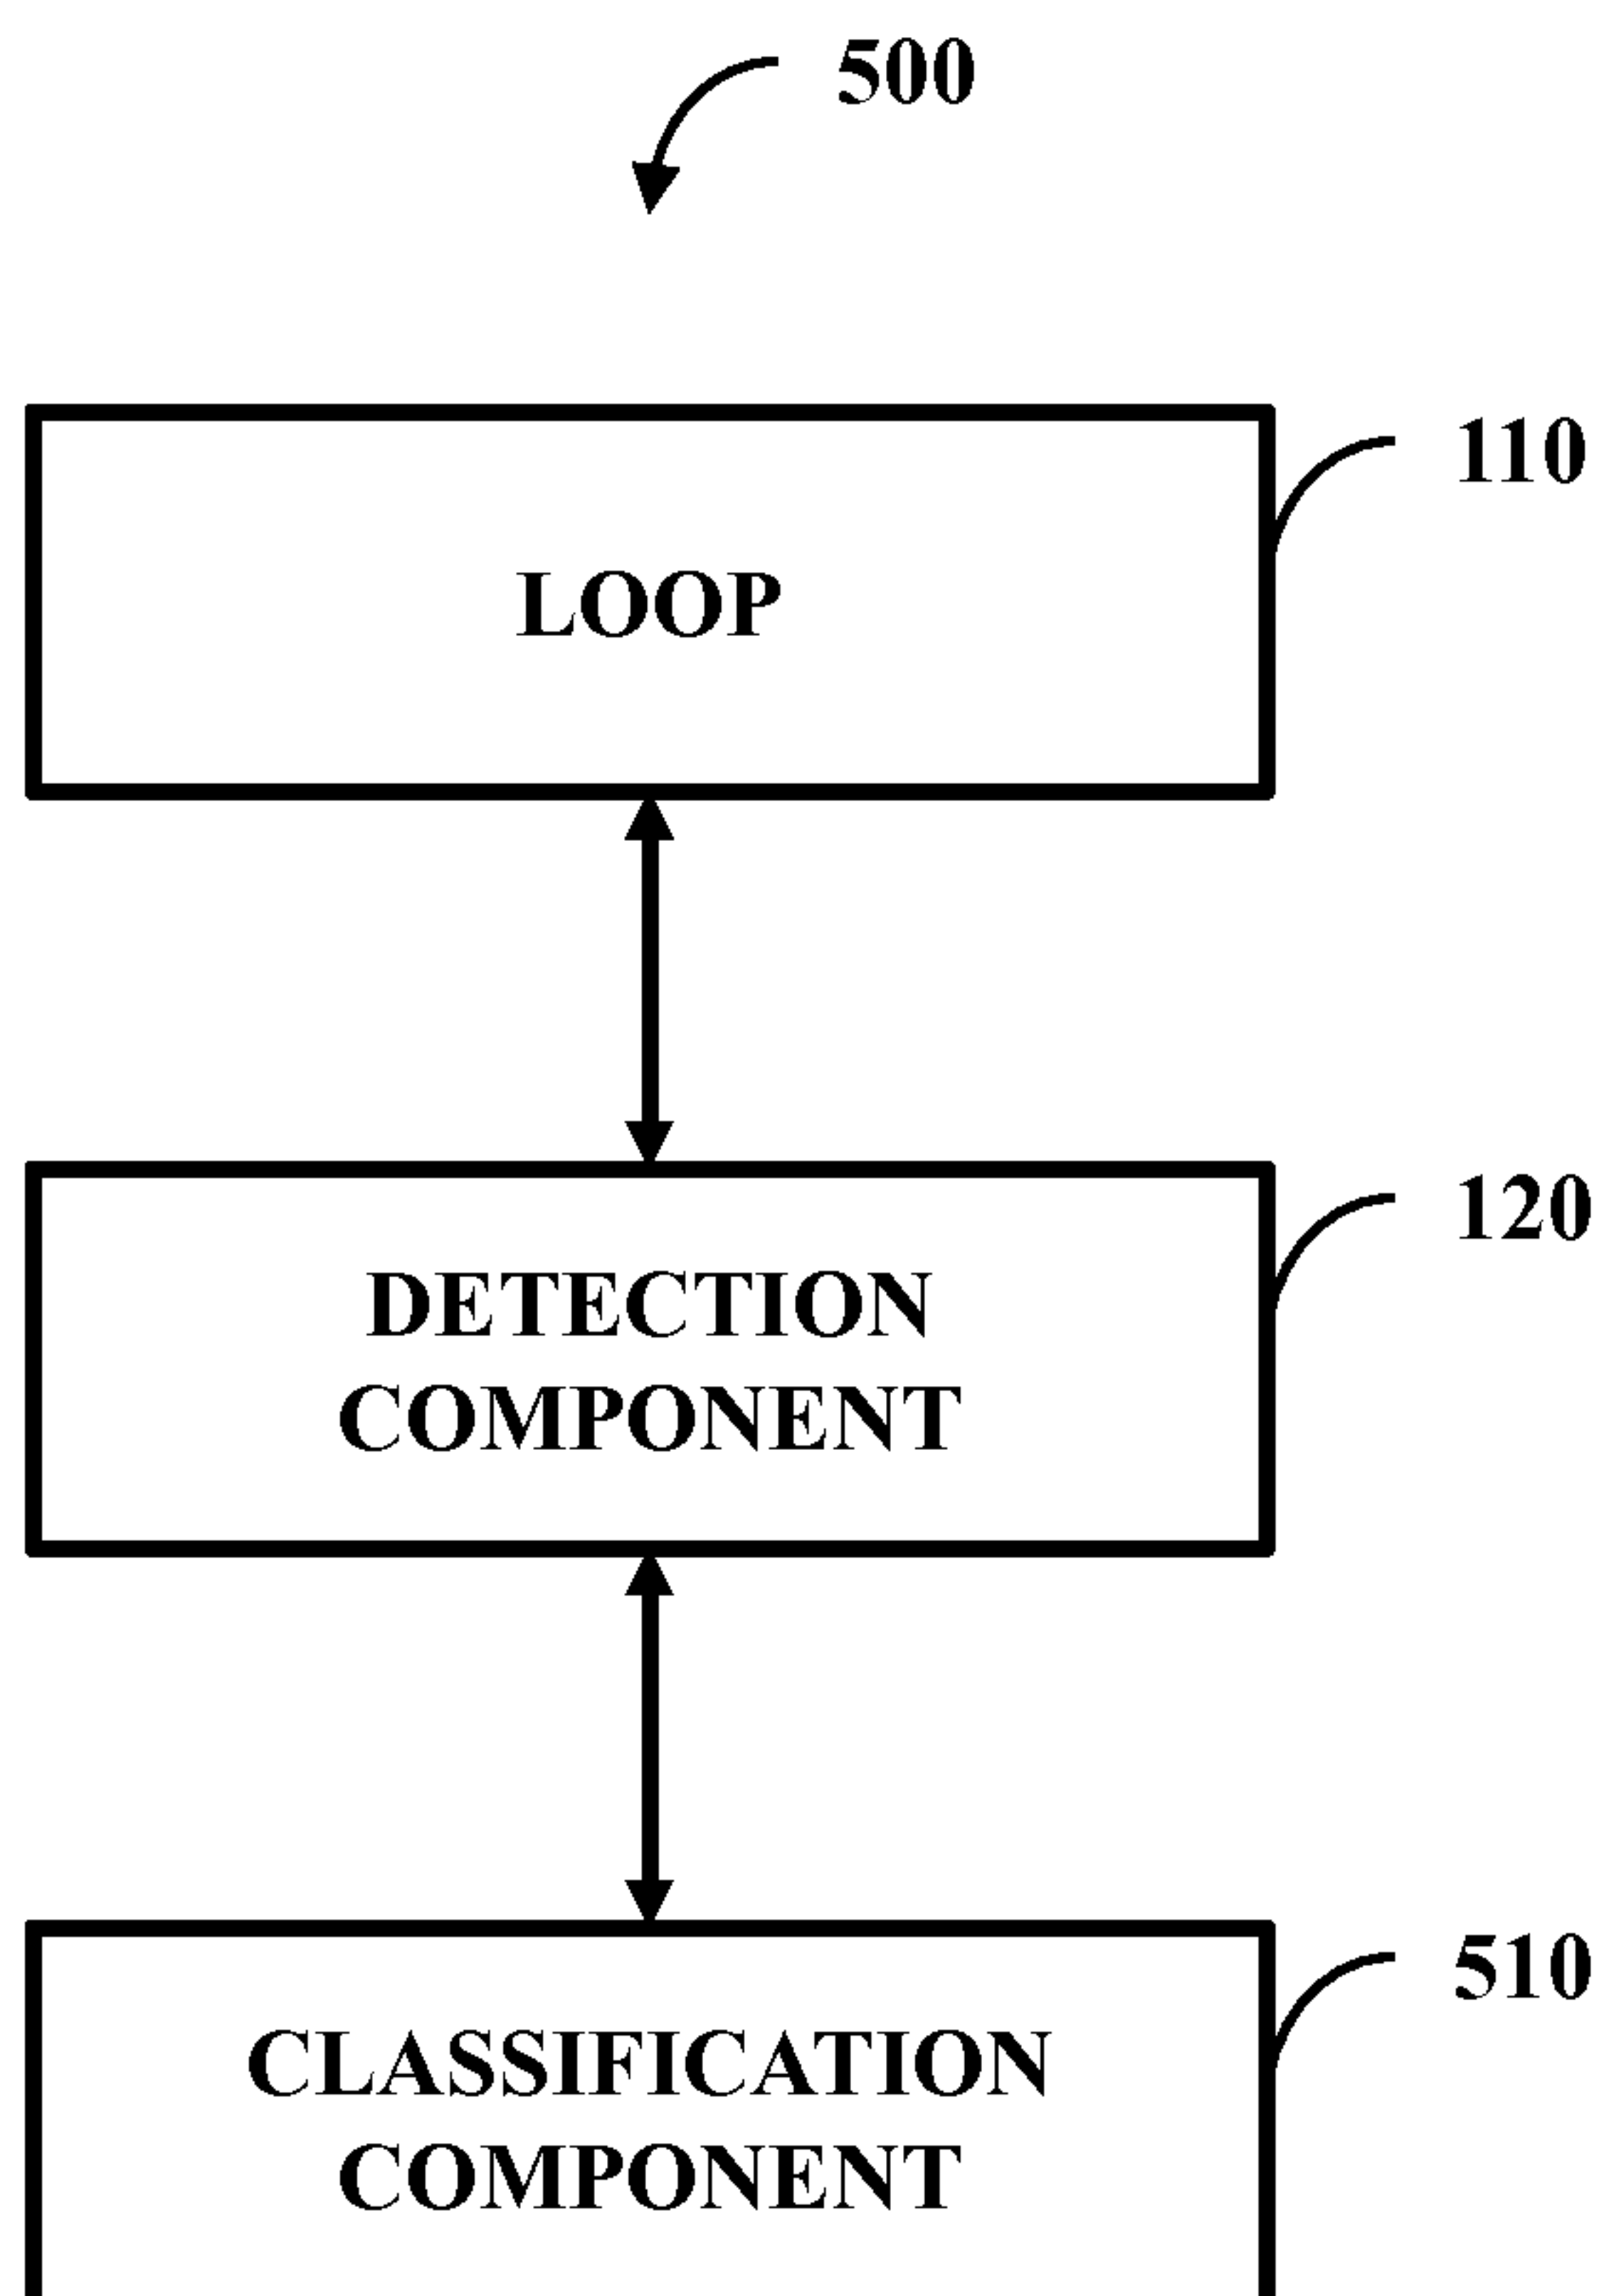 500
110
LOOP
120
DETECTION
COMPONENT
510
CLASSIFICATION
COMPONENT